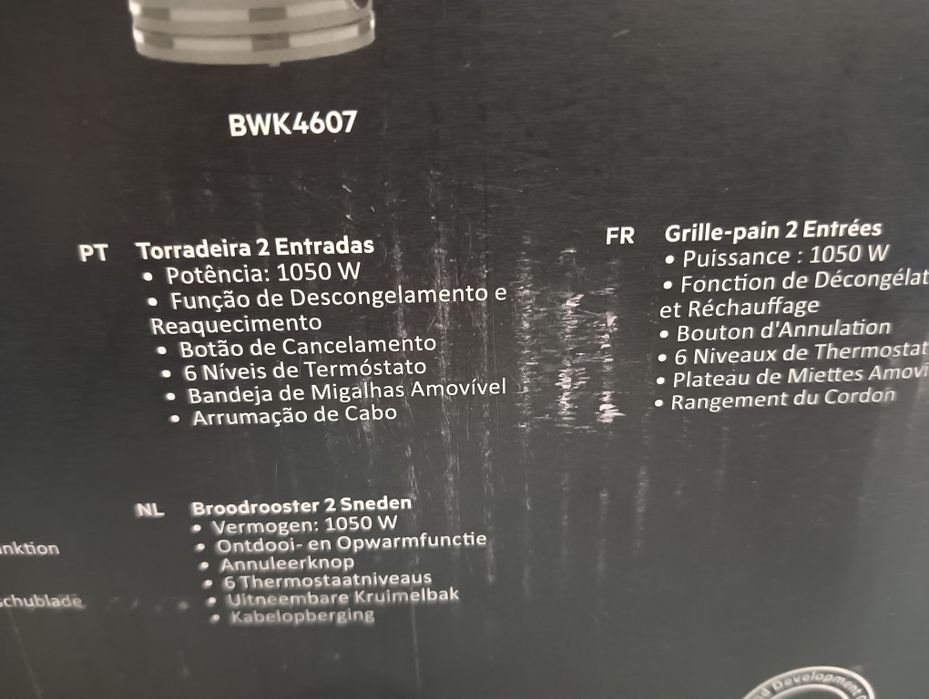 BWK4607
PT Torradeira 2 Entradas
• Potência: 1050 W
• Função de Descongelamento e
Reaquecimento
• Botão de Cancelamento
• 6 Níveis de Termóstato
• Bandeja de Migalhas Amovível
• Arrumação de Cabo
FR Grille-pain 2 Entrées
• Puissance : 1050 W
• Fonction de Décongélat
et Réchauffage
• Bouton d'Annulation
• 6 Niveaux de Thermostat
• Plateau de Miettes Amovi
• Rangement du Cordon
NL Broodrooster 2 Sneden
• Vermogen: 1050 W
• Ontdooi- en Opwarmfunctie
• Annuleerknop
• 6 Thermostaatniveaus
• Uitneembare Kruimelbak
• Kabelopberging
nktion
schublade
Development